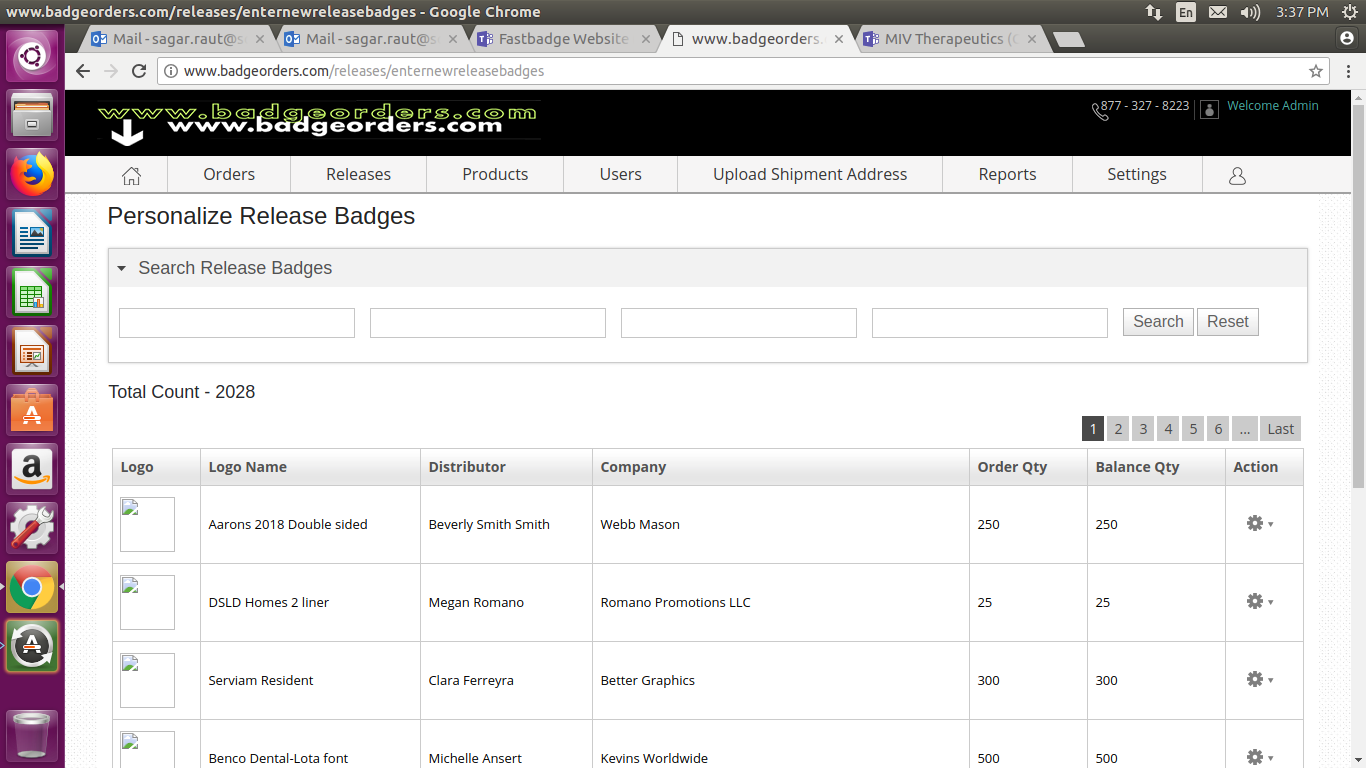 www.badgeorders.com/releases/enternewreleasebadges - Google Chrome
En
3:37 PM
Mail - sagar.raut@s
Mail - sagar.raut@s
Fastbadge Website
www.badgeorders.
MIV Therapeutics (
www.badgeorders.com/releases/enternewreleasebadges
www.badgeorders.com
www.badgeorders.com
877 - 327 - 8223
Welcome Admin
Orders
Releases
Products
Users
Upload Shipment Address
Reports
Settings
Personalize Release Badges
Search Release Badges
Search
Reset
Total Count - 2028
1 2 3 4 5 6 ... Last
Logo Logo Name Distributor Company Order Qty Balance Qty Action
Aarons 2018 Double sided Beverly Smith Smith Webb Mason 250 250
DSLD Homes 2 liner Megan Romano Romano Promotions LLC 25 25
Serviam Resident Clara Ferreyra Better Graphics 300 300
Benco Dental-Lota font Michelle Ansert Kevins Worldwide 500 500